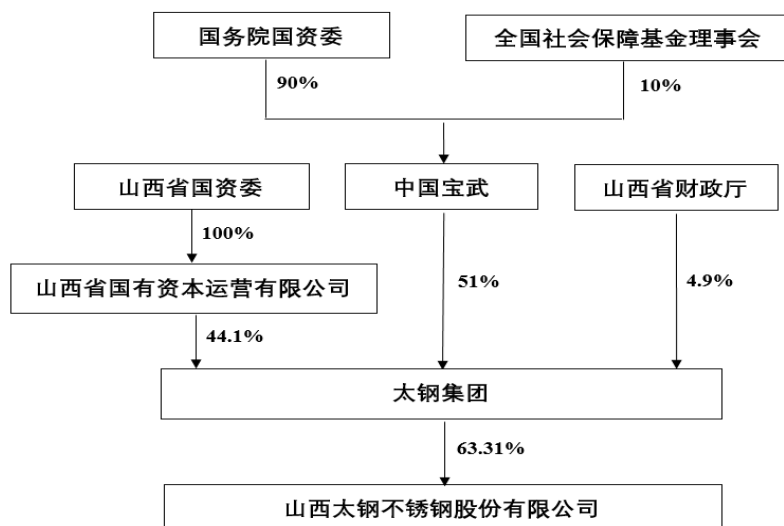 国务院国资委
全国社会保障基金理事会
90%
10%
山西省国资委
中国宝武
山西省财政厅
100%
山西省国有资本运营有限公司
51%
4.9%
44.1%
太钢集团
63.31%
山西太钢不锈钢股份有限公司